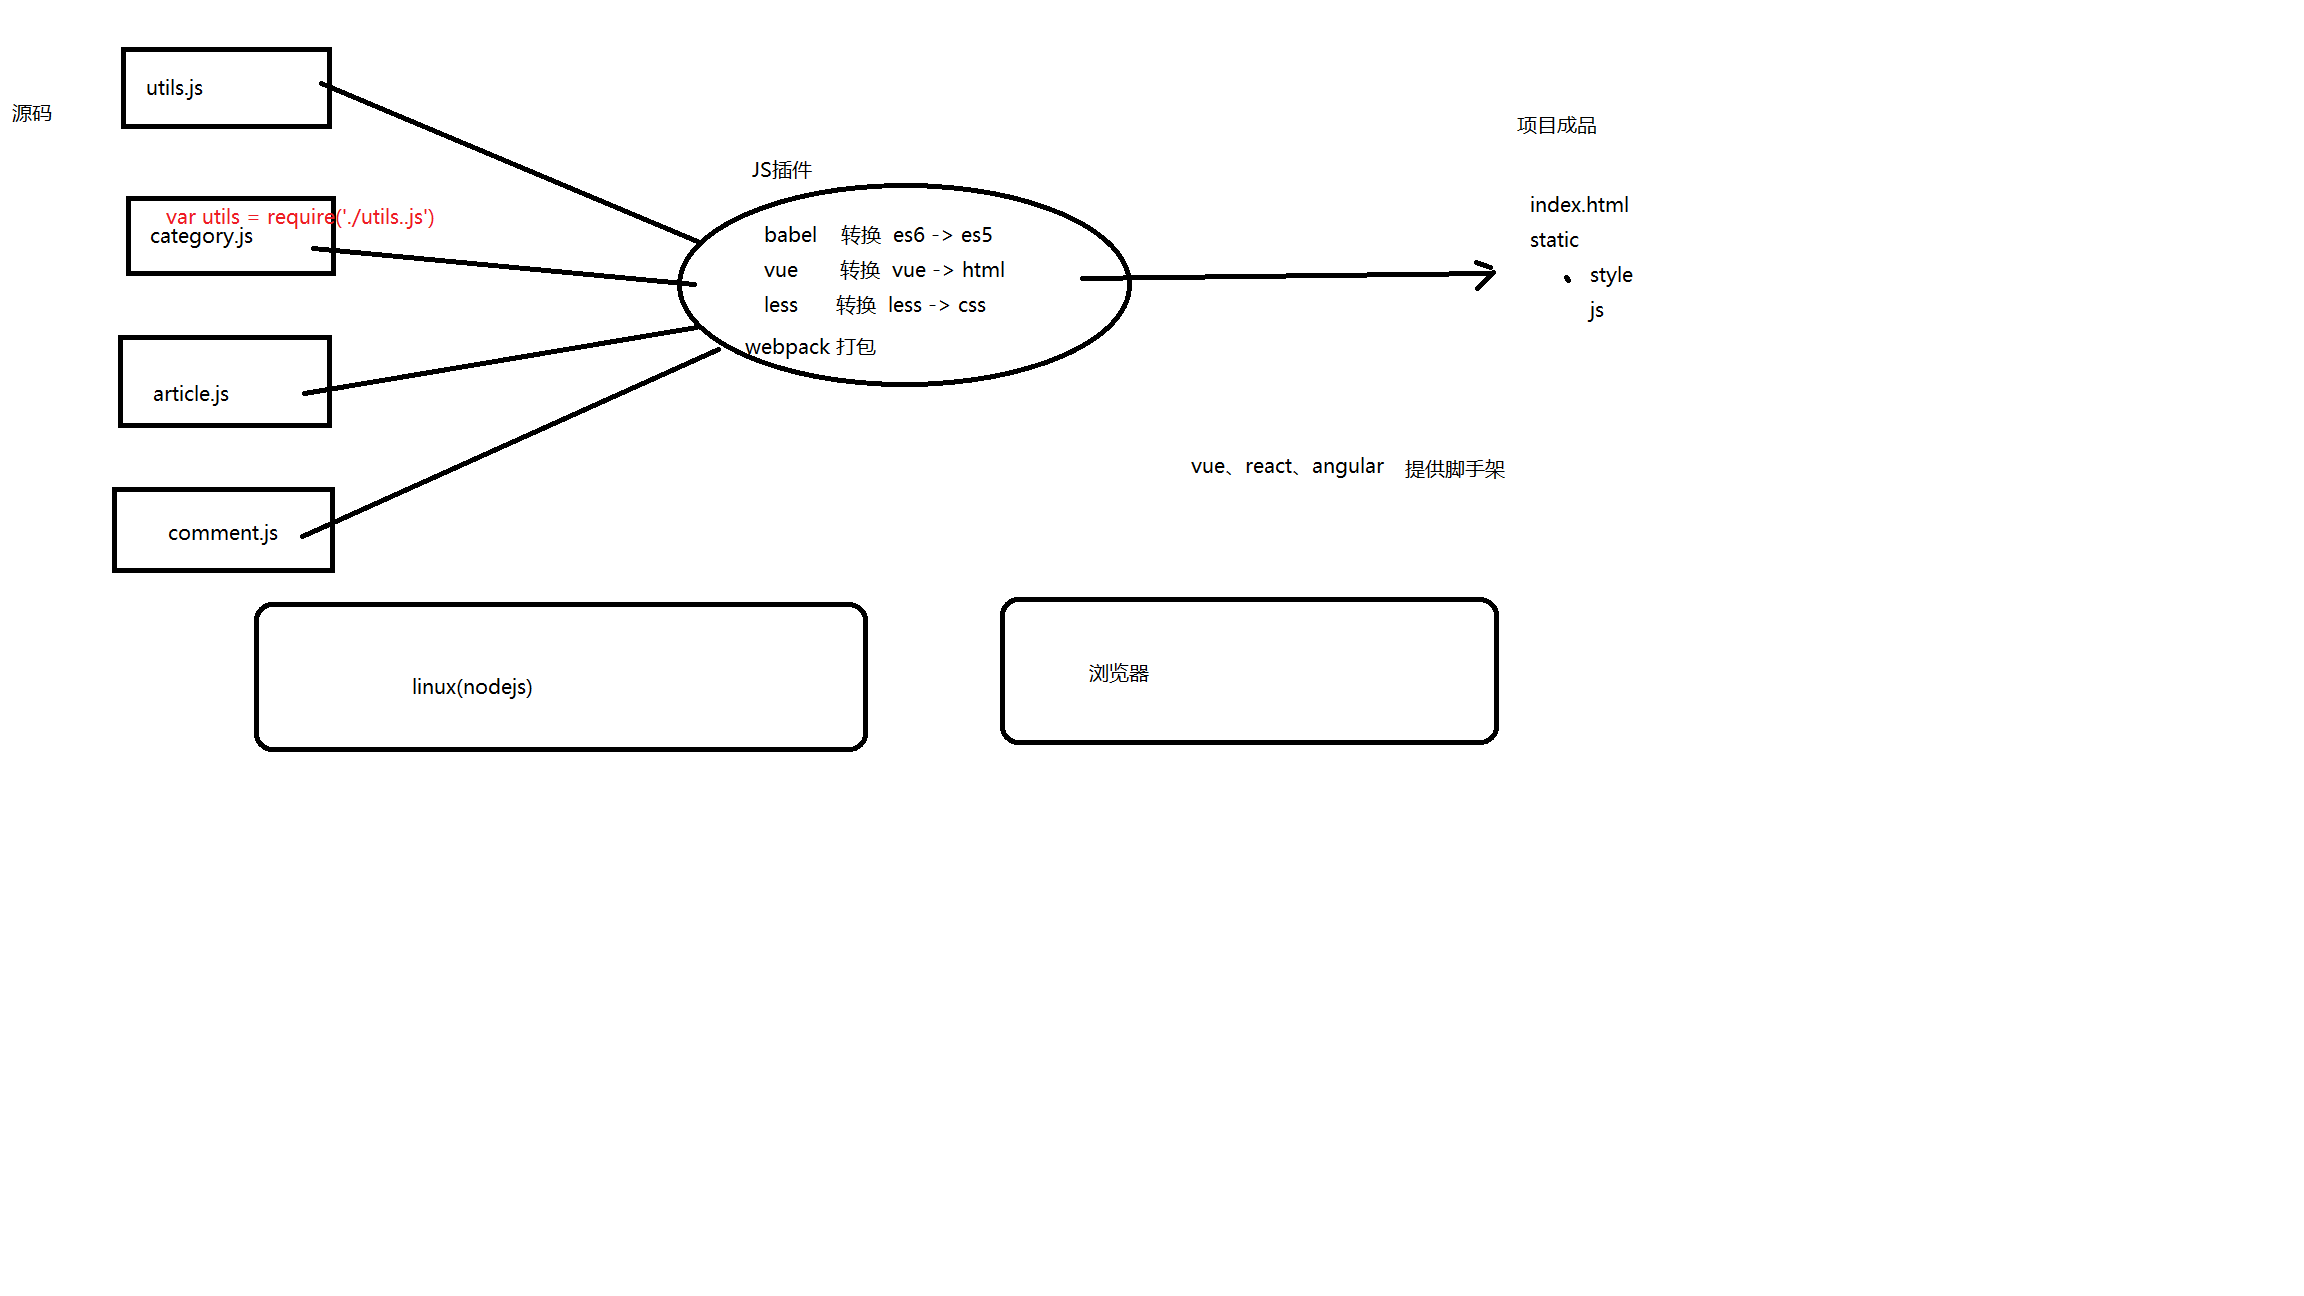 utils.js
源码
var utils = require('./utils..js')
category.js
article.js
comment.js
JS插件
babel 转换 es6 -> es5
vue 转换 vue -> html
less 转换 less -> css
webpack 打包
项目成品
index.html
static
style
js
vue、react、angular 提供脚手架
linux(nodejs)
浏览器